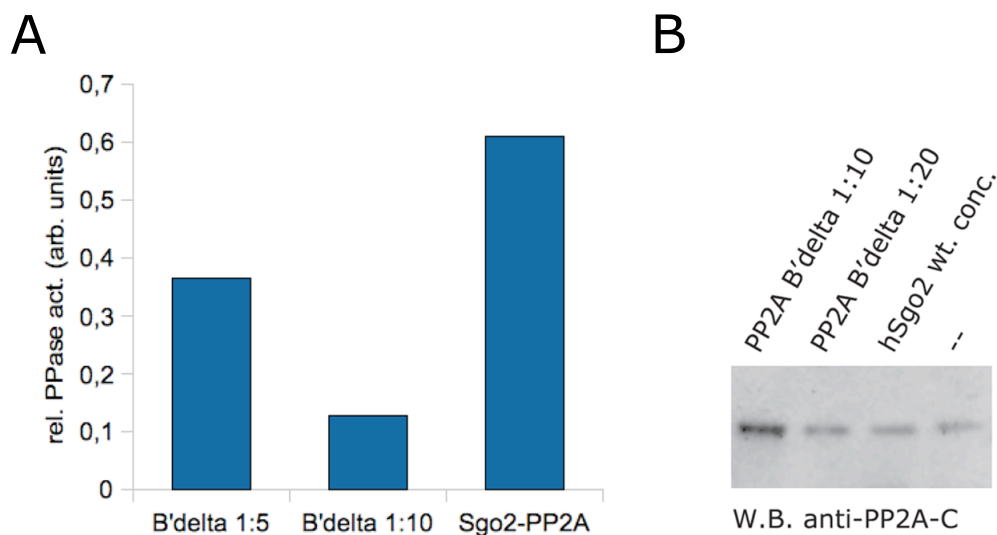 A
rel. PPase act. (arb. units)
0,7
0,6
0,5
0,4
0,3
0,2
0,1
0
B'delta 1:5
B'delta 1:10
Sgo2-PP2A
B
PP2A B'delta 1:10
PP2A B'delta 1:20
hSgo2 wt. conc.
--
W.B. anti-PP2A-C